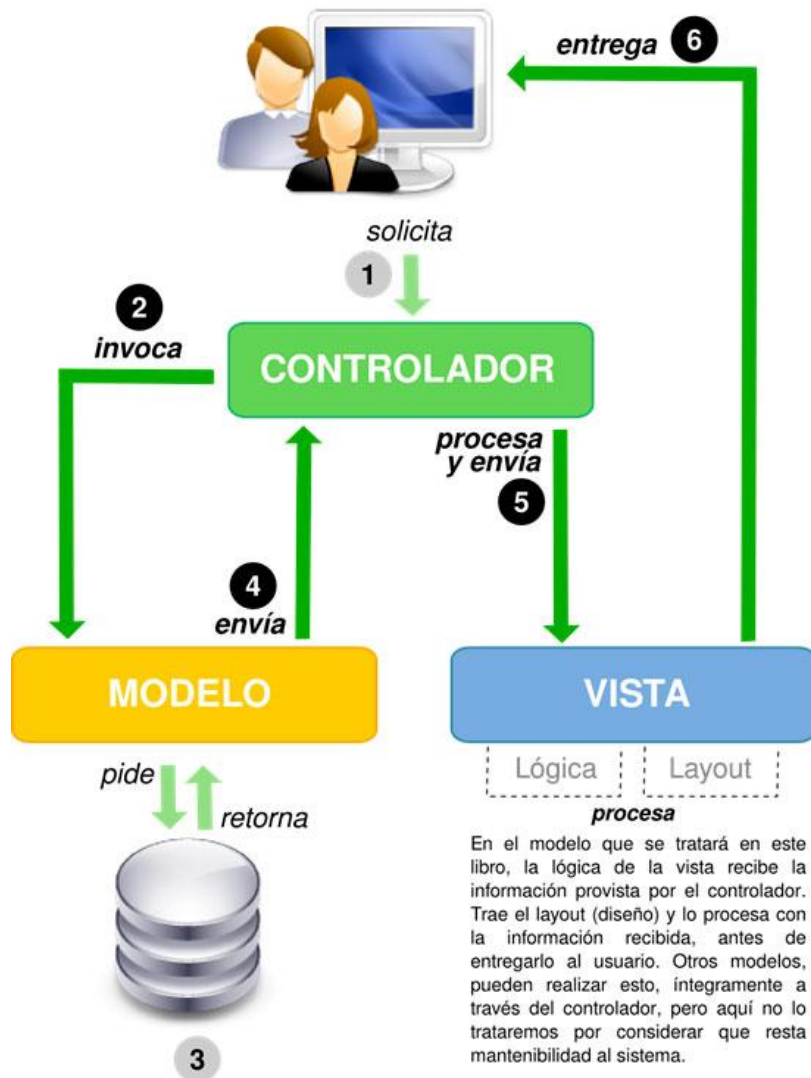 entrega 6
solicita
1
2
invoca
CONTROLADOR
procesa
y envía
5
4
envía
MODELO
VISTA
Lógica
Layout
pide
retorna
procesa
3
En el modelo que se tratará en este
libro, la lógica de la vista recibe la
información provista por el controlador.
Trae el layout (diseño) y lo procesa con
la información recibida, antes de
entregarlo al usuario. Otros modelos,
pueden realizar esto, íntegramente a
través del controlador, pero aquí no lo
trataremos por considerar que resta
mantenibilidad al sistema.